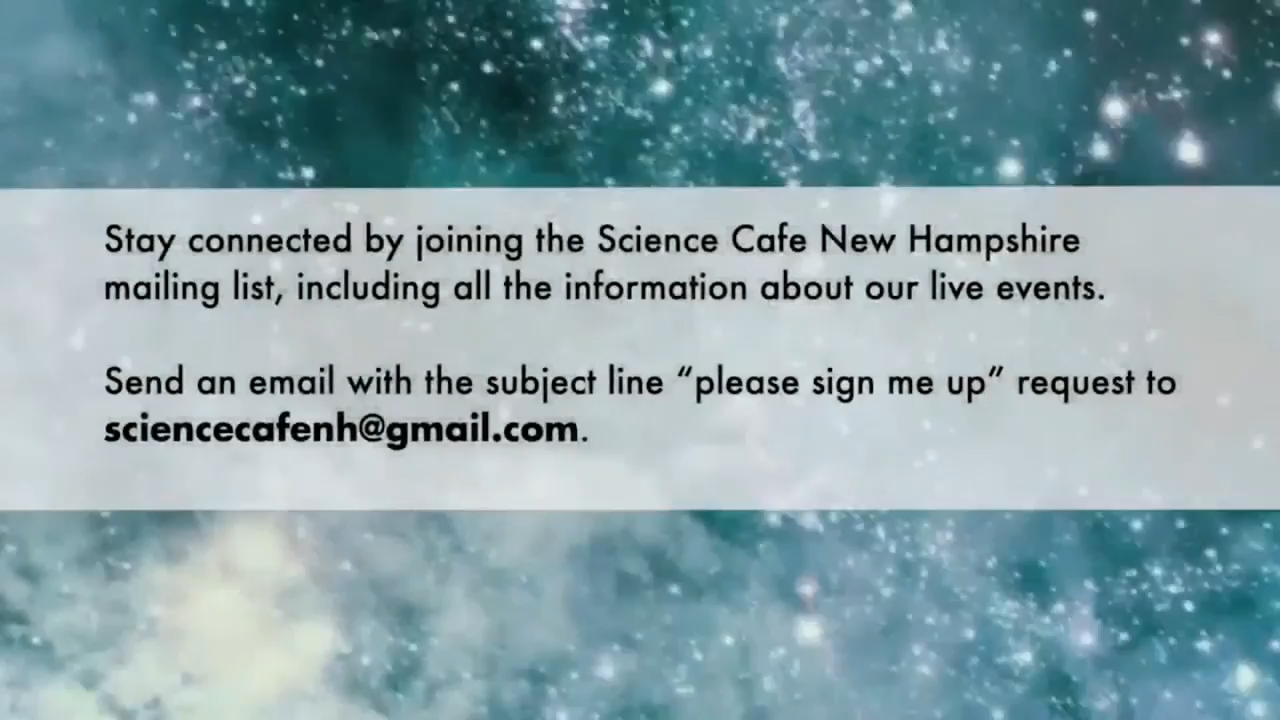 Stay connected by joining the Science Cafe New Hampshire
mailing list, including all the information about our live events.
Send an email with the subject line “please sign me up” request to
sciencecafenh@gmail.com.